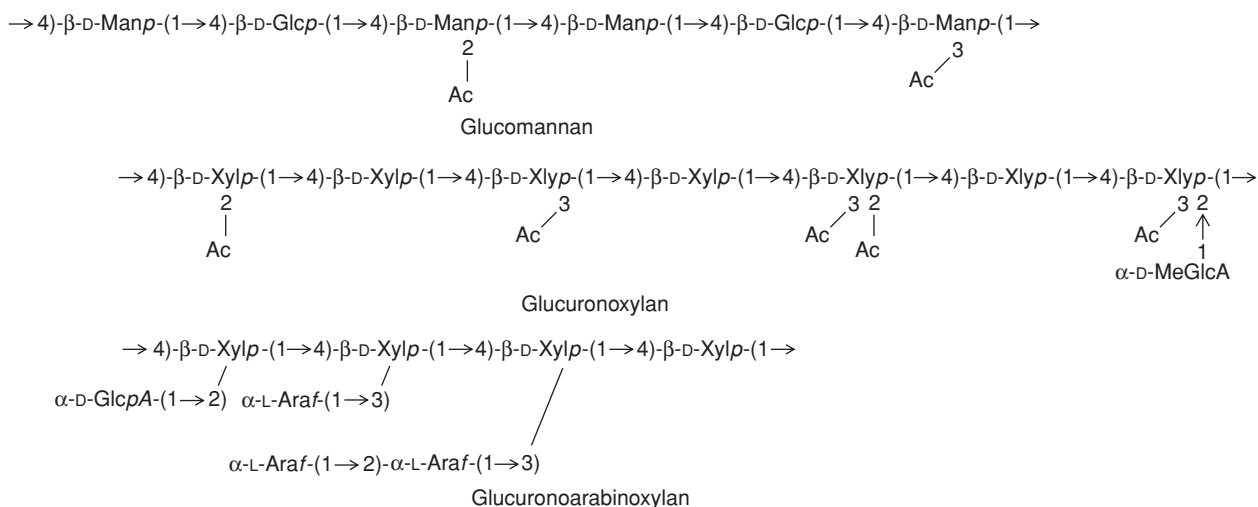 → 4)-β-D-Manp-(1→4)-β-D-Glcp-(1→4)-β-D-Manp-(1→4)-β-D-Manp-(1→4)-β-D-Glcp-(1→4)-β-D-Manp-(1→
2 3
Ac Ac
Glucomannan
→ 4)-β-D-Xylp-(1→4)-β-D-Xylp-(1→4)-β-D-Xlyp-(1→4)-β-D-Xylp-(1→4)-β-D-Xlyp-(1→4)-β-D-Xlyp-(1→4)-β-D-Xlyp-(1→
2 3 3 2 3 2
Ac Ac Ac Ac Ac 1
α-D-MeGlcA
Glucuronoxylan
→ 4)-β-D-Xylp-(1→4)-β-D-Xylp-(1→4)-β-D-Xylp-(1→4)-β-D-Xylp-(1→
α-D-GlcpA-(1→2) α-L-Araf-(1→3)
α-L-Araf-(1→2)-α-L-Araf-(1→3)
Glucuronoarabinoxylan